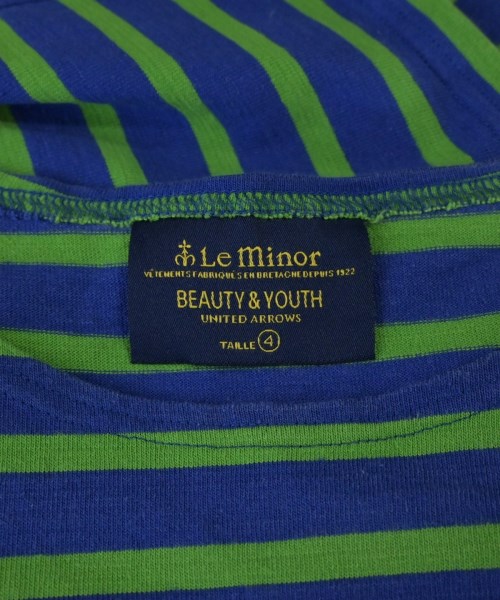 Le Minor
VÊTEMENTS FABRIQUÉS EN BRETAGNE DEPUIS 1922
BEAUTY & YOUTH
UNITED ARROWS
TAILLE 4